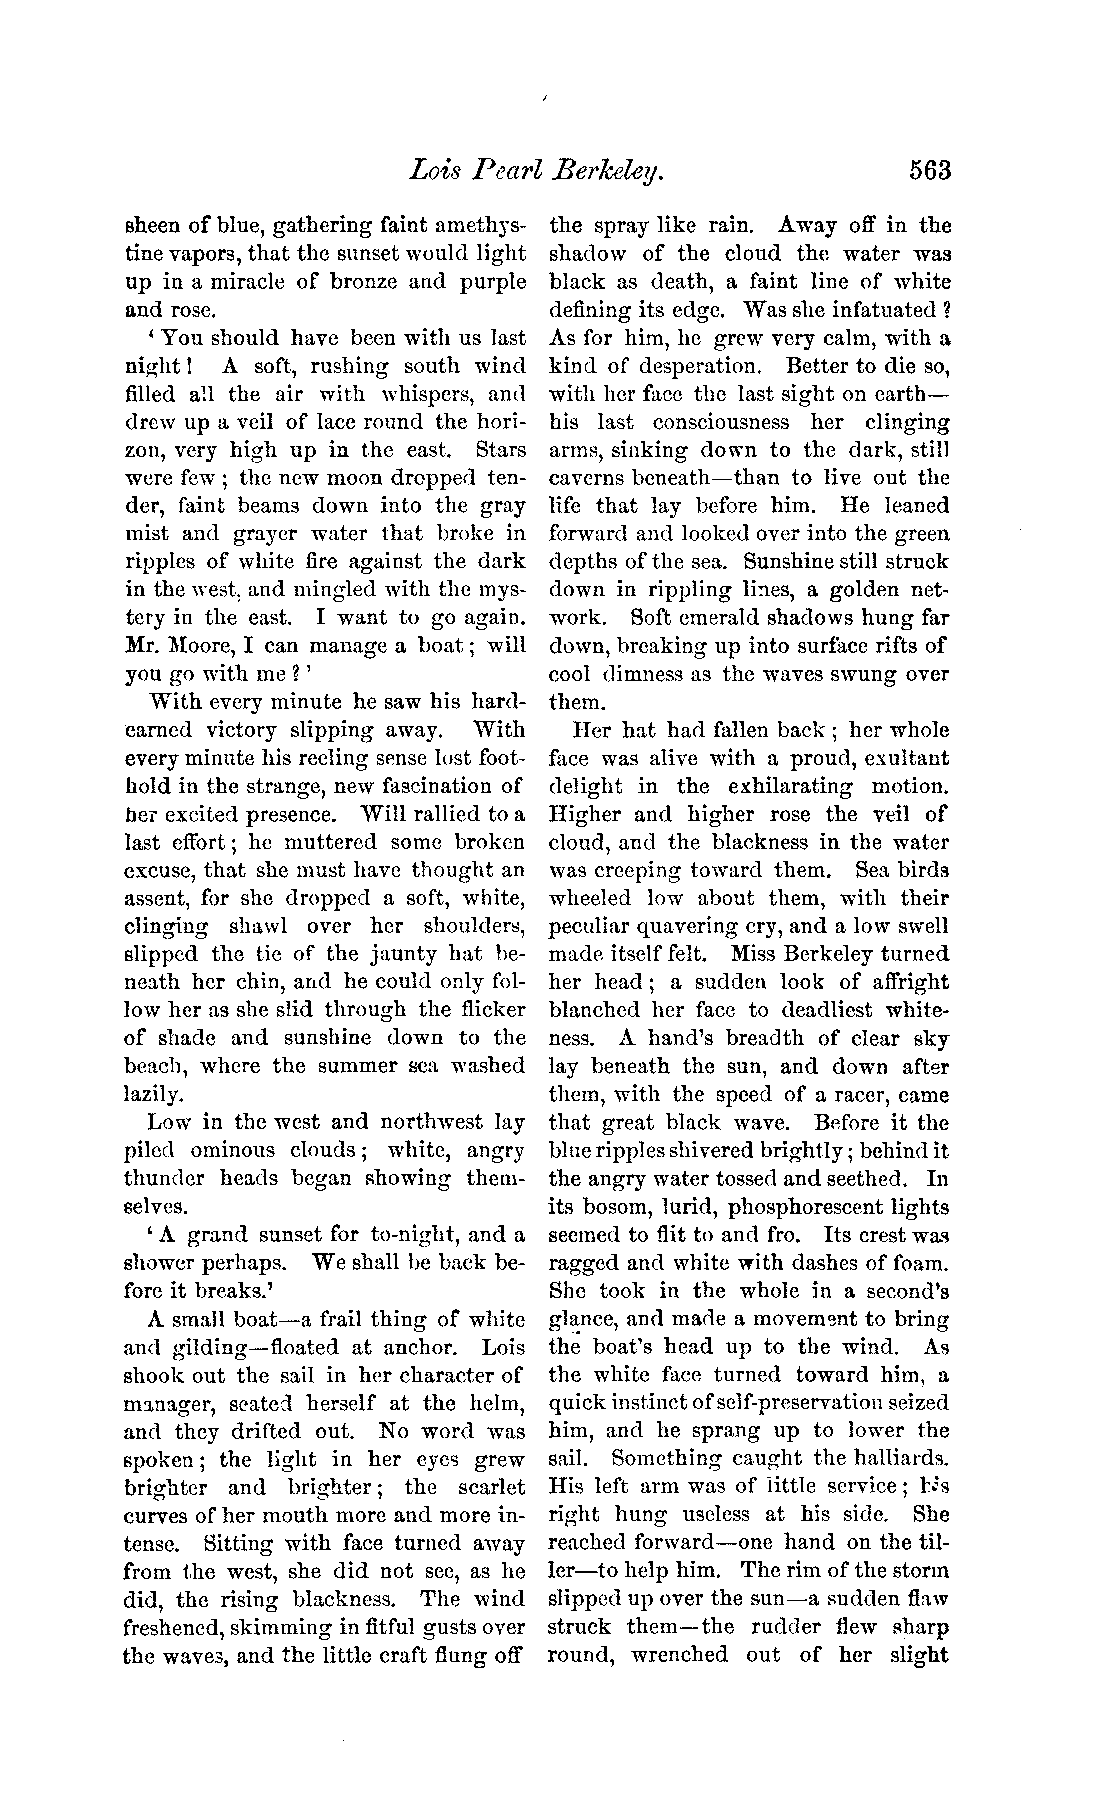 Lois Pearl Berkeley. 563
sheen of blue, gathering faint amethys-
tine vapors, that the sunset would light
up in a miracle of bronze and purple
and rose.
‘ You should have been with us last
night! A soft, rushing south wind
filled all the air with whispers, and
drew up a veil of lace round the hori-
zon, very high up in the east. Stars
were few ; the new moon dropped ten-
der, faint beams down into the gray
mist and grayer water that broke in
ripples of white fire against the dark
in the west, and mingled with the mys-
tery in the east. I want to go again.
Mr. Moore, I can manage a boat ; will
you go with me ? ’
With every minute he saw his hard-
earned victory slipping away. With
every minute his reeling sense lost foot-
hold in the strange, new fascination of
her excited presence. Will rallied to a
last effort ; he muttered some broken
excuse, that she must have thought an
assent, for she dropped a soft, white,
clinging shawl over her shoulders,
slipped the tie of the jaunty hat be-
neath her chin, and he could only fol-
low her as she slid through the flicker
of shade and sunshine down to the
beach, where the summer sea washed
lazily.
Low in the west and northwest lay
piled ominous clouds ; white, angry
thunder heads began showing them-
selves.
‘ A grand sunset for to-night, and a
shower perhaps. We shall be back be-
fore it breaks.’
A small boat—a frail thing of white
and gilding—floated at anchor. Lois
shook out the sail in her character of
manager, seated herself at the helm,
and they drifted out. No word was
spoken ; the light in her eyes grew
brighter and brighter ; the scarlet
curves of her mouth more and more in-
tense. Sitting with face turned away
from the west, she did not see, as he
did, the rising blackness. The wind
freshened, skimming in fitful gusts over
the waves, and the little craft flung off
the spray like rain. Away off in the
shadow of the cloud the water was
black as death, a faint line of white
defining its edge. Was she infatuated ?
As for him, he grew very calm, with a
kind of desperation. Better to die so,
with her face the last sight on earth—
his last consciousness her clinging
arms, sinking down to the dark, still
caverns beneath—than to live out the
life that lay before him. He leaned
forward and looked over into the green
depths of the sea. Sunshine still struck
down in rippling lines, a golden net-
work. Soft emerald shadows hung far
down, breaking up into surface rifts of
cool dimness as the waves swung over
them.
Her hat had fallen back ; her whole
face was alive with a proud, exultant
delight in the exhilarating motion.
Higher and higher rose the veil of
cloud, and the blackness in the water
was creeping toward them. Sea birds
wheeled low about them, with their
peculiar quavering cry, and a low swell
made itself felt. Miss Berkeley turned
her head ; a sudden look of affright
blanched her face to deadliest white-
ness. A hand’s breadth of clear sky
lay beneath the sun, and down after
them, with the speed of a racer, came
that great black wave. Before it the
blue ripples shivered brightly ; behind it
the angry water tossed and seethed. In
its bosom, lurid, phosphorescent lights
seemed to flit to and fro. Its crest was
ragged and white with dashes of foam.
She took in the whole in a second’s
glance, and made a movement to bring
the boat’s head up to the wind. As
the white face turned toward him, a
quick instinct of self-preservation seized
him, and he sprang up to lower the
sail. Something caught the halliards.
His left arm was of little service ; his
right hung useless at his side. She
reached forward—one hand on the til-
ler—to help him. The rim of the storm
slipped up over the sun—a sudden flaw
struck them—the rudder flew sharp
round, wrenched out of her slight